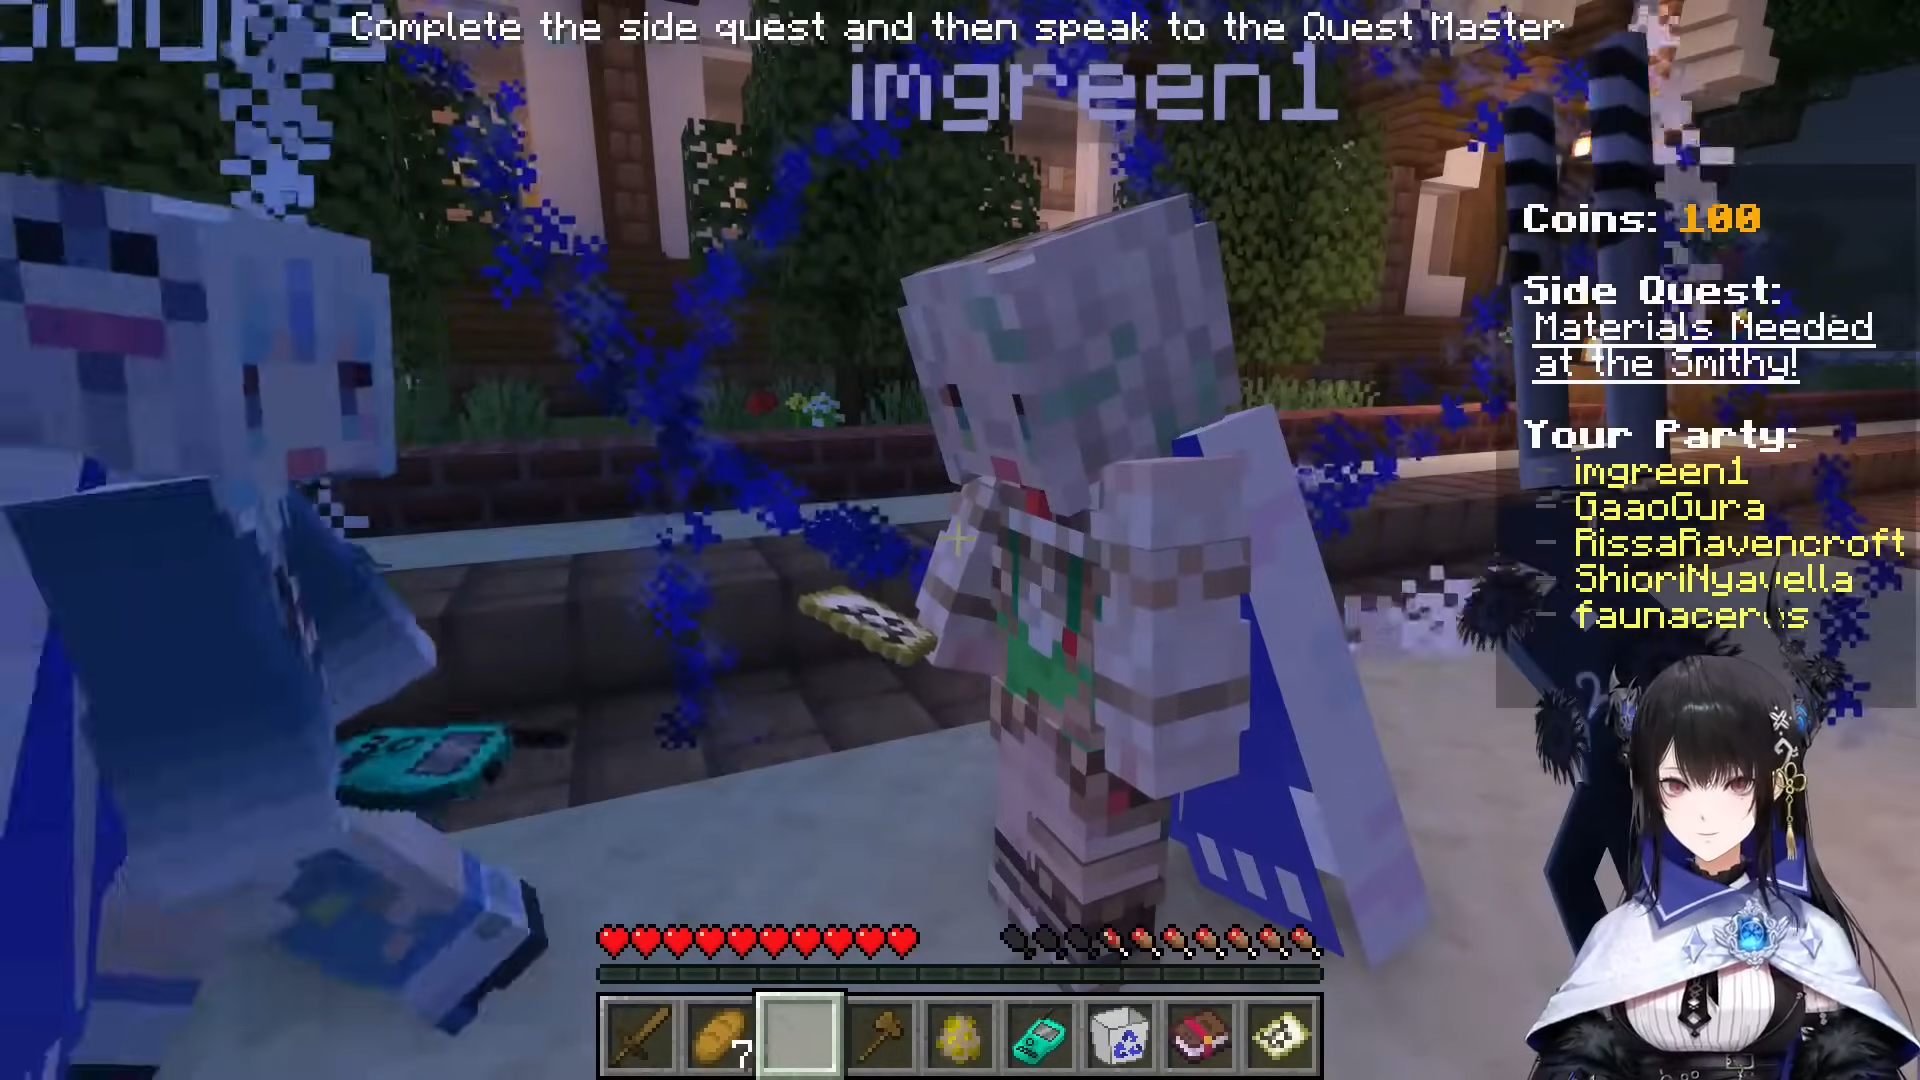 Complete the side quest and then speak to the Quest Master
imgreen1
Coins: 100
Side Quest:
Materials Needed
at the Smithy!
Your Party:
- imgreen1
- GaaoGura
- RissaRavencroft
- ShioriNyavella
- faunaceres
7